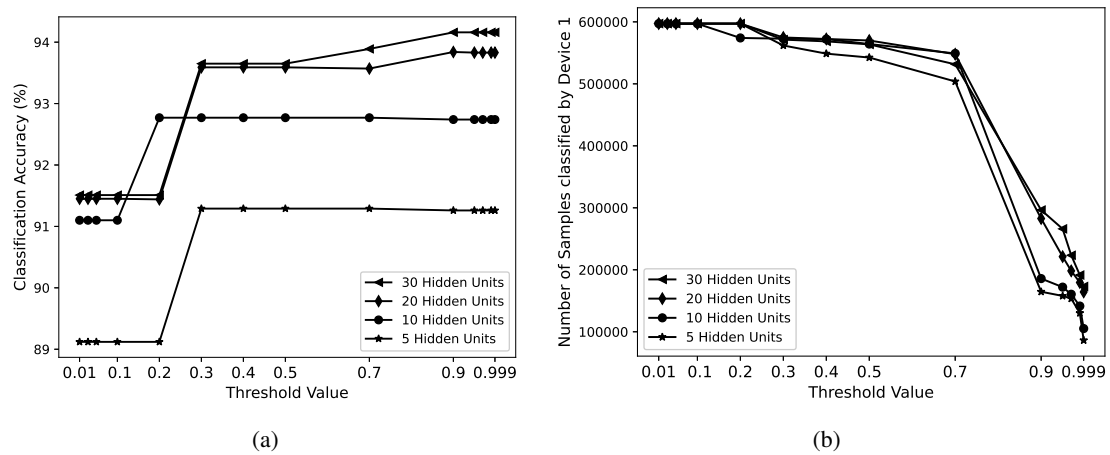 Classification Accuracy (%)
94
93
92
91
90
89
30 Hidden Units
20 Hidden Units
10 Hidden Units
5 Hidden Units
0.01 0.1 0.2 0.3 0.4 0.5 0.7 0.9 0.999
Threshold Value
(a)
Number of Samples classified by Device 1
600000
500000
400000
300000
200000
100000
30 Hidden Units
20 Hidden Units
10 Hidden Units
5 Hidden Units
0.01 0.1 0.2 0.3 0.4 0.5 0.7 0.9 0.999
Threshold Value
(b)